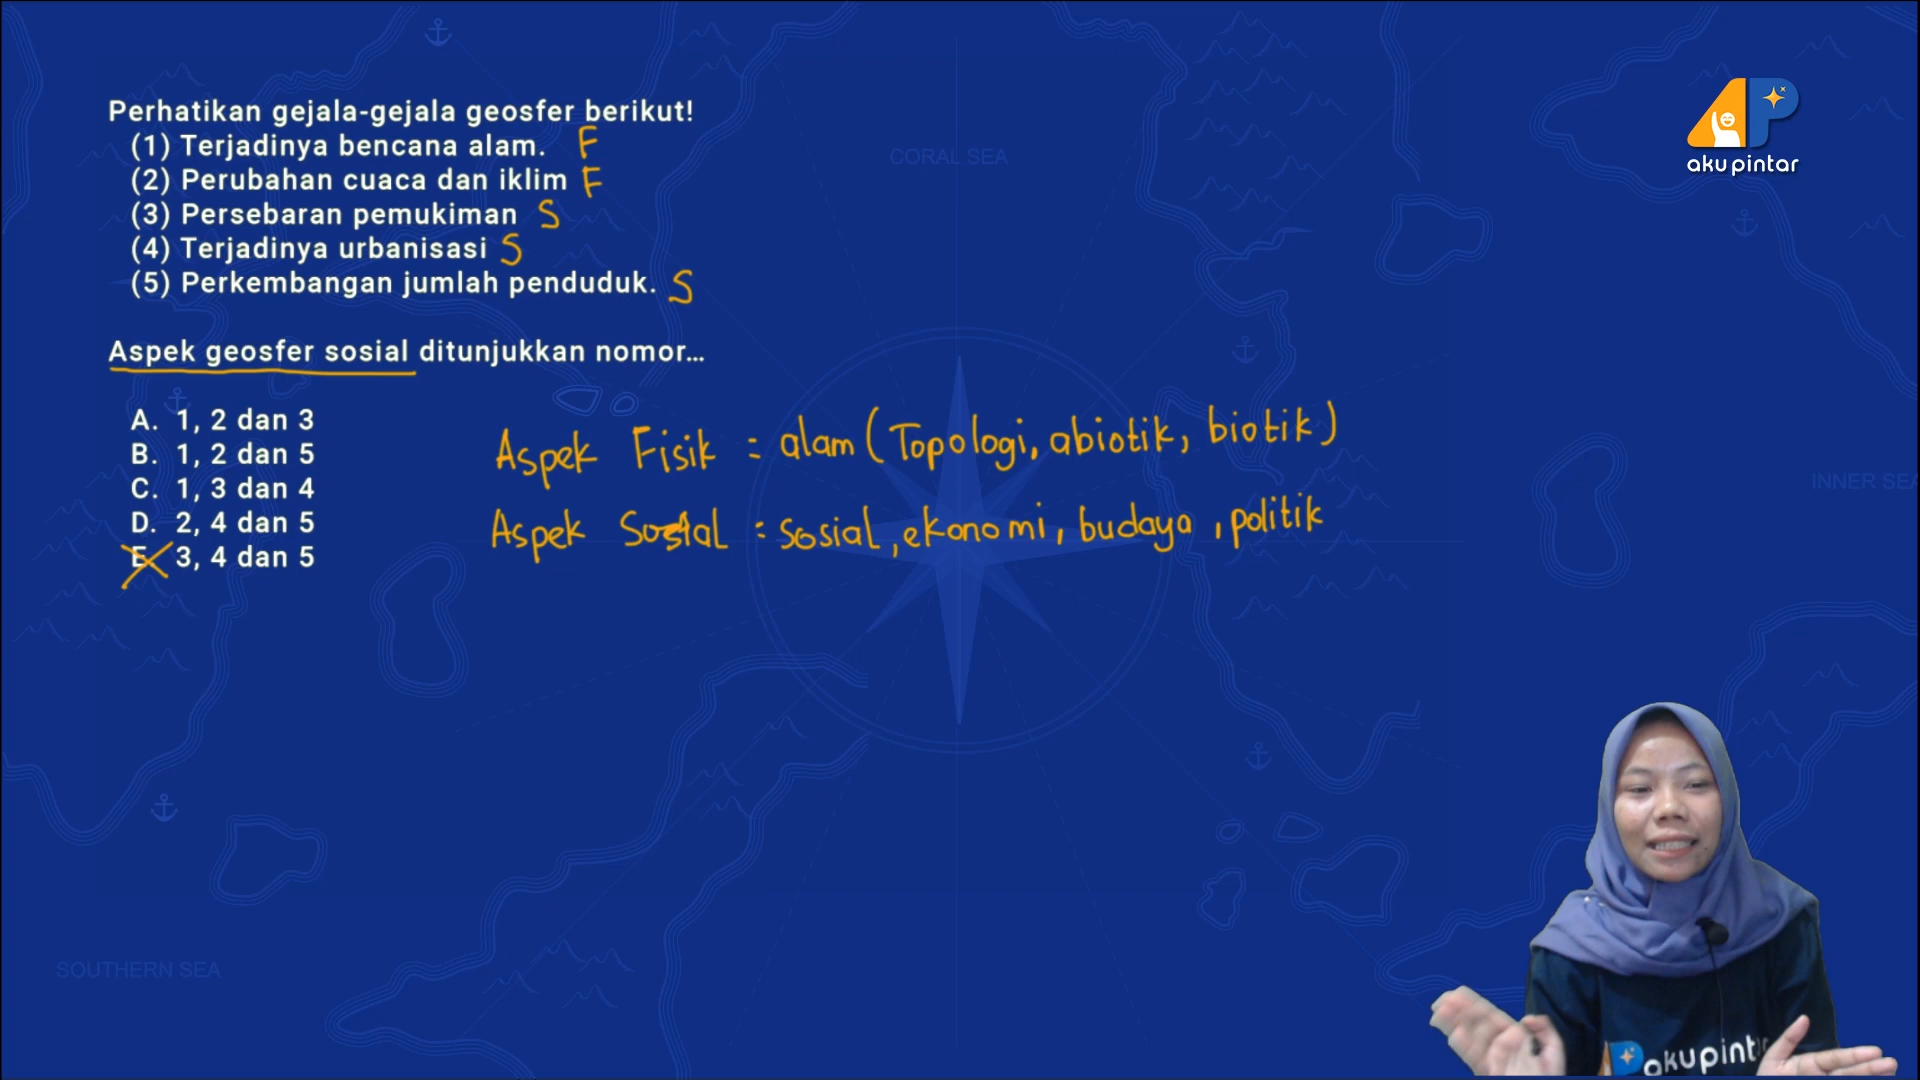 Perhatikan gejala-gejala geosfer berikut!
(1) Terjadinya bencana alam. F
(2) Perubahan cuaca dan iklim F
(3) Persebaran pemukiman S
(4) Terjadinya urbanisasi S
(5) Perkembangan jumlah penduduk. S
Aspek geosfer sosial ditunjukkan nomor...
A. 1, 2 dan 3
B. 1, 2 dan 5
C. 1, 3 dan 4
D. 2, 4 dan 5
E. 3, 4 dan 5
Aspek Fisik = alam (Topologi, abiotik, biotik)
Aspek Sosial = sosial, ekonomi, budaya, politik
AP
aku pintar
CORAL SEA
INNER SEA
SOUTHERN SEA
akupintar